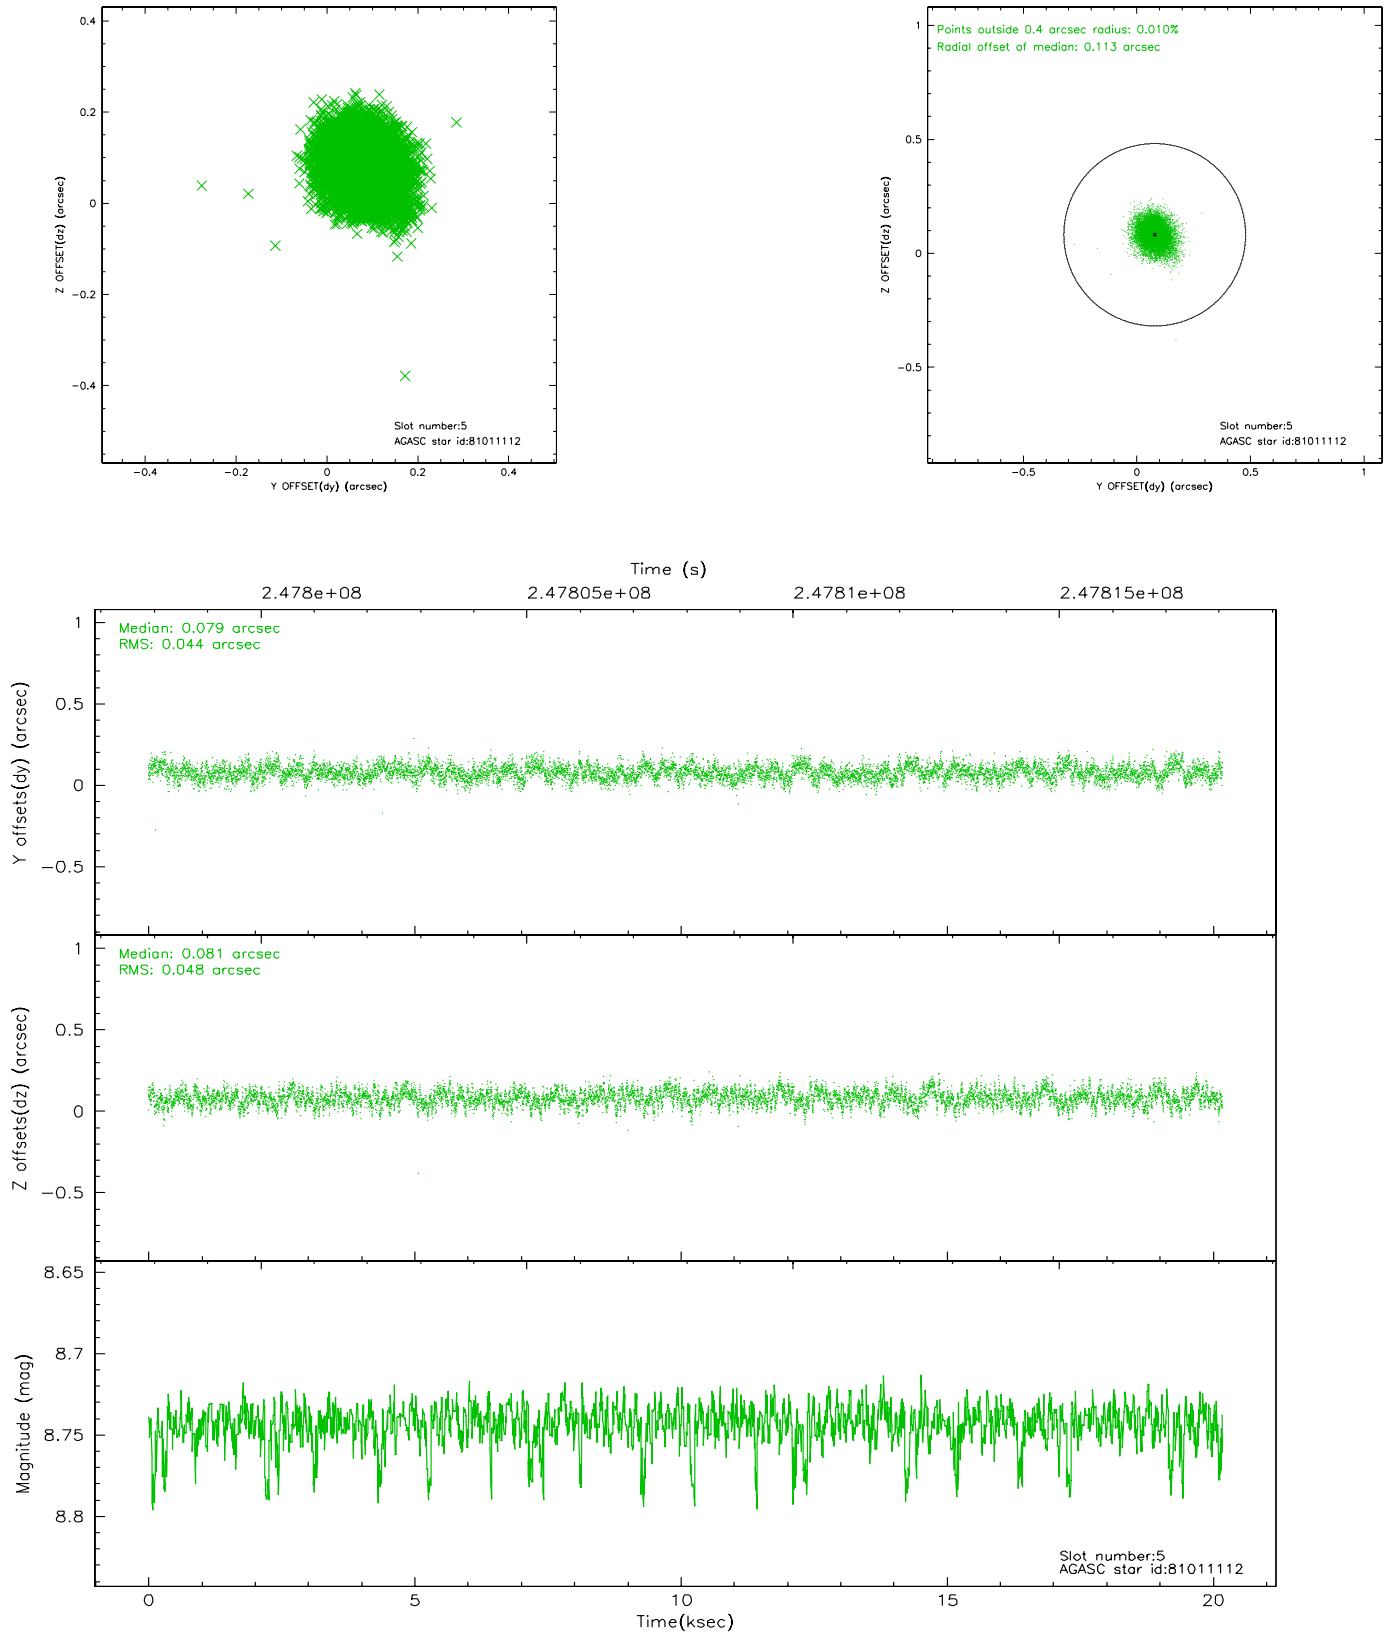 0.4
0.2
0
−0.2
−0.4
Z OFFSET(dz) (arcsec)
Slot number:5
AGASC star id:81011112
−0.4 −0.2 0 0.2 0.4
Y OFFSET(dy) (arcsec)
Points outside 0.4 arcsec radius: 0.010%
Radial offset of median: 0.113 arcsec
1
0.5
0
−0.5
Z OFFSET(dz) (arcsec)
Slot number:5
AGASC star id:81011112
−0.5 0 0.5 1
Y OFFSET(dy) (arcsec)
Time (s)
2.478e+08 2.47805e+08 2.4781e+08 2.47815e+08
Median: 0.079 arcsec
RMS: 0.044 arcsec
1
0.5
0
−0.5
Y offsets(dy) (arcsec)
Median: 0.081 arcsec
RMS: 0.048 arcsec
1
0.5
0
−0.5
Z offsets(dz) (arcsec)
8.65
8.7
8.75
8.8
Magnitude (mag)
Slot number:5
AGASC star id:81011112
0 5 10 15 20
Time(ksec)